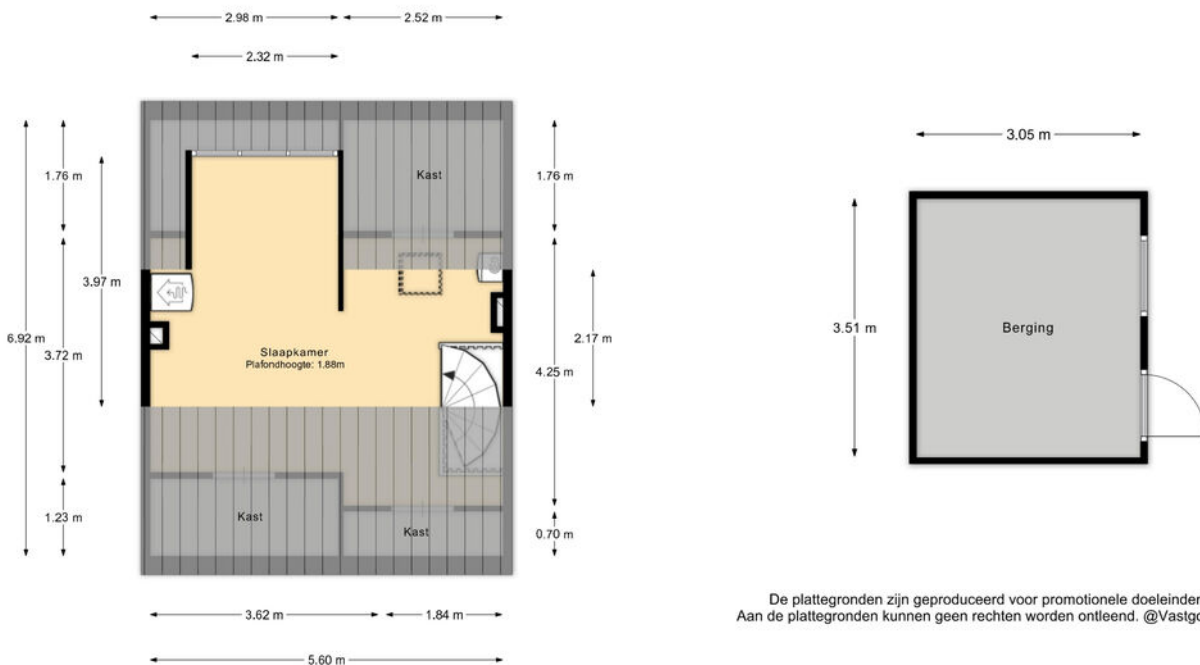 2.98 m
2.52 m
2.32 m
3.05 m
1.76 m
Kast
1.76 m
3.97 m
6.92 m
3.72 m
Slaapkamer
Plafondhoogte: 1.88m
2.17 m
4.25 m
3.51 m
Berging
1.23 m
Kast
Kast
0.70 m
3.62 m
1.84 m
5.60 m
De plattegronden zijn geproduceerd voor promotionele doeleinden
Aan de plattegronden kunnen geen rechten worden ontleend. @Vastgo